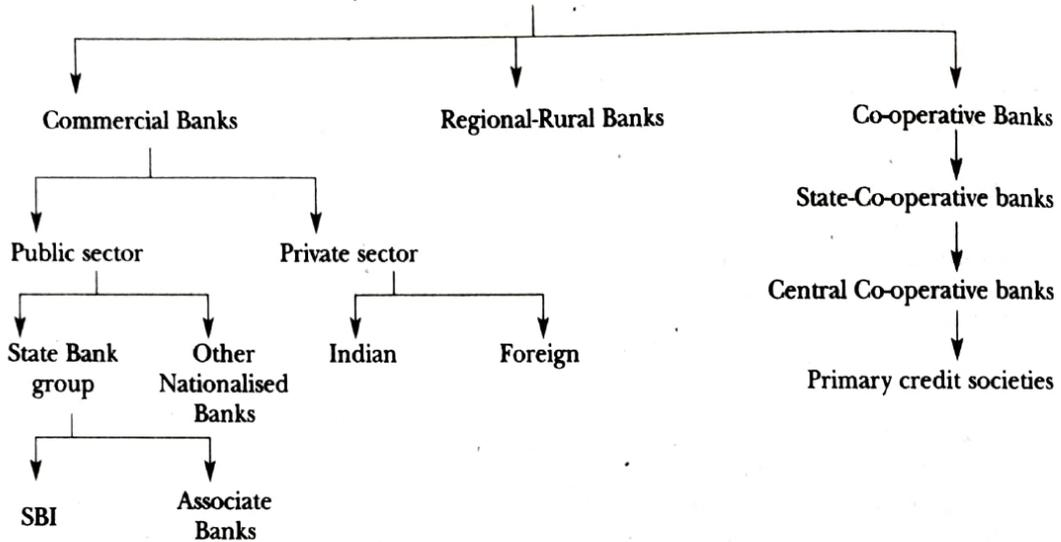 Commercial Banks
Regional-Rural Banks
Co-operative Banks
State-Co-operative banks
Public sector
Private sector
Central Co-operative banks
State Bank
group
Other
Nationalised
Banks
Indian
Foreign
Primary credit societies
SBI
Associate
Banks